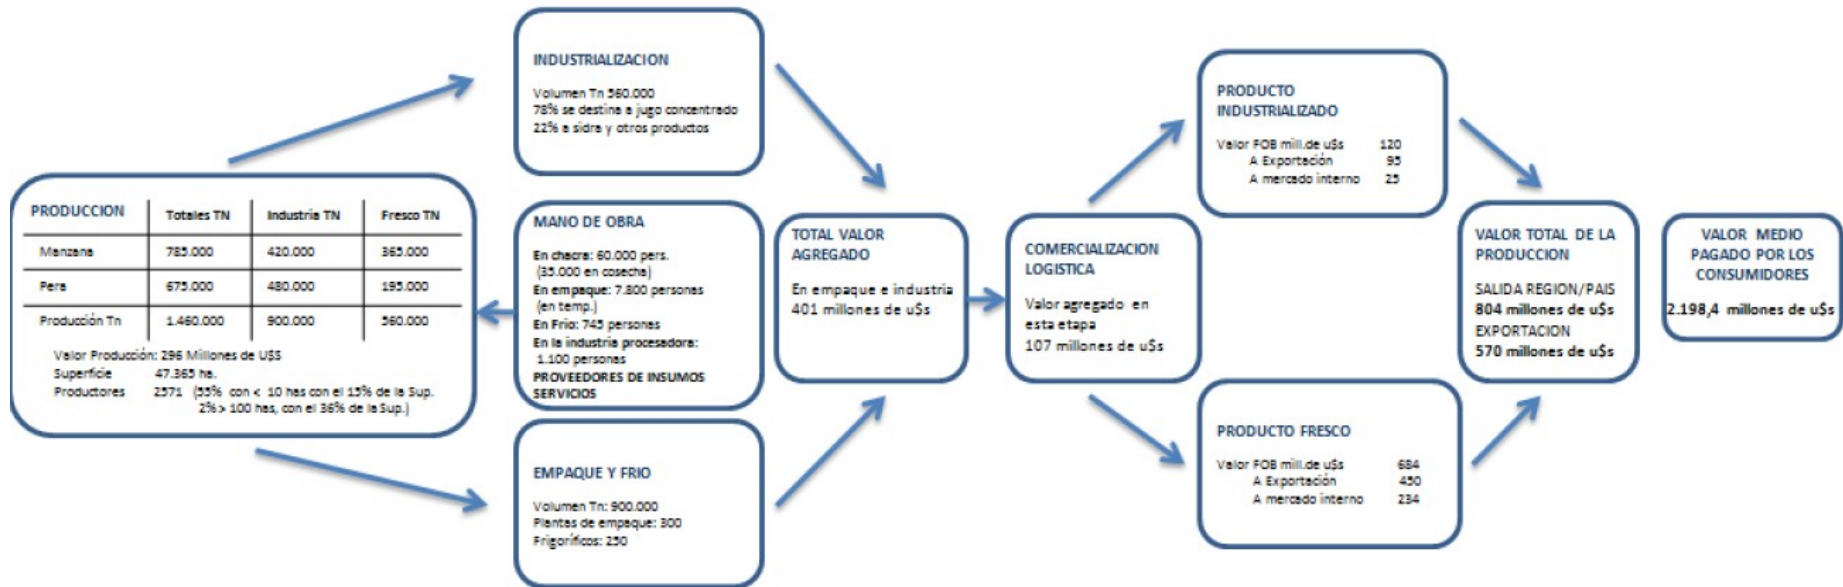 PRODUCCION Totales TN Industria TN Fresco TN
Manzana 785.000 420.000 365.000
Pera 675.000 480.000 195.000
Producción Tn 1.460.000 900.000 560.000
Valor Producción: 296 Millones de U$S
Superficie 47.365 ha.
Productores 2571 (55% con < 10 has con el 15% de la Sup.
2% > 100 has, con el 36% de la Sup.)
INDUSTRIALIZACION
Volumen Tn 560.000
78% se destina a jugo concentrado
22% a sidra y otros productos
MANO DE OBRA
En chacra: 60.000 pers.
(35.000 en cosecha)
En empaque: 7.800 personas
(en temp.)
En Frio: 745 personas
En la industria procesadora:
1.100 personas
PROVEEDORES DE INSUMOS
SERVICIOS
EMPAQUE Y FRIO
Volumen Tn: 900.000
Plantas de empaque: 300
Frigoríficos: 250
TOTAL VALOR
AGREGADO
En empaque e industria
401 millones de u$s
COMERCIALIZACION
LOGISTICA
Valor agregado en
esta etapa
107 millones de u$s
PRODUCTO
INDUSTRIALIZADO
Valor FOB mill.de u$s 120
A Exportación 95
A mercado interno 25
PRODUCTO FRESCO
Valor FOB mill.de u$s 684
A Exportación 450
A mercado interno 234
VALOR TOTAL DE LA
PRODUCCION
SALIDA REGION/PAIS
804 millones de u$s
EXPORTACION
570 millones de u$s
VALOR MEDIO
PAGADO POR LOS
CONSUMIDORES
2.198,4 millones de u$s